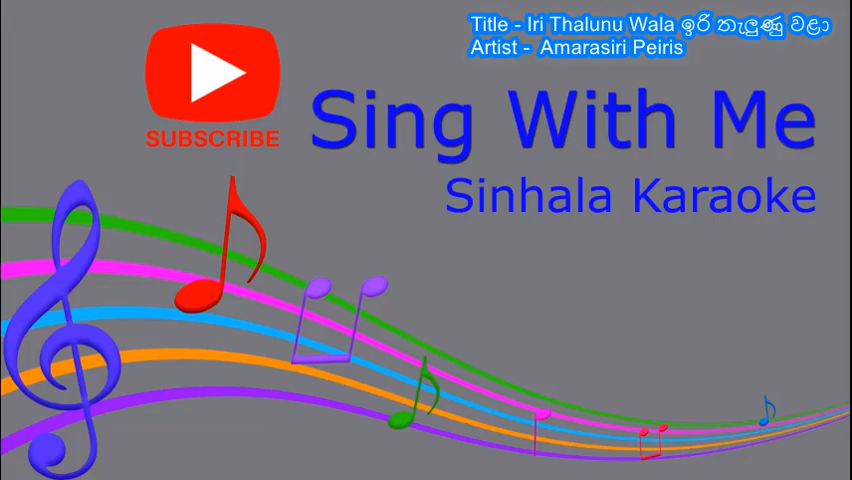 Title - Iri Thalunu Wala ඉරි තැලුණු වළා
Artist -  Amarasiri Peiris
SUBSCRIBE
Sing With Me
Sinhala Karaoke